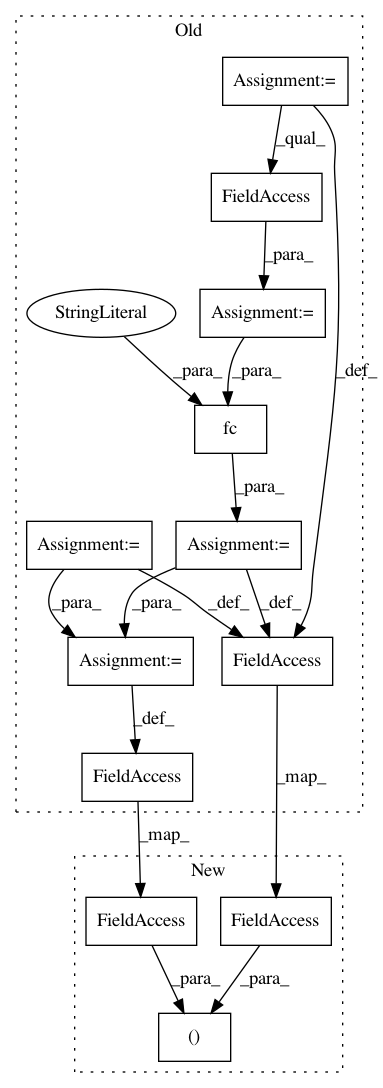 Old
Assignment:=
_qual_
FieldAccess
_para_
StringLiteral
Assignment:=
_para_
_para_
_def_
fc
_para_
Assignment:=
Assignment:=
_para_
_para_
_def_
_def_
Assignment:=
FieldAccess
_def_
FieldAccess
_map_
_map_
New
FieldAccess
FieldAccess
_para_
_para_
()